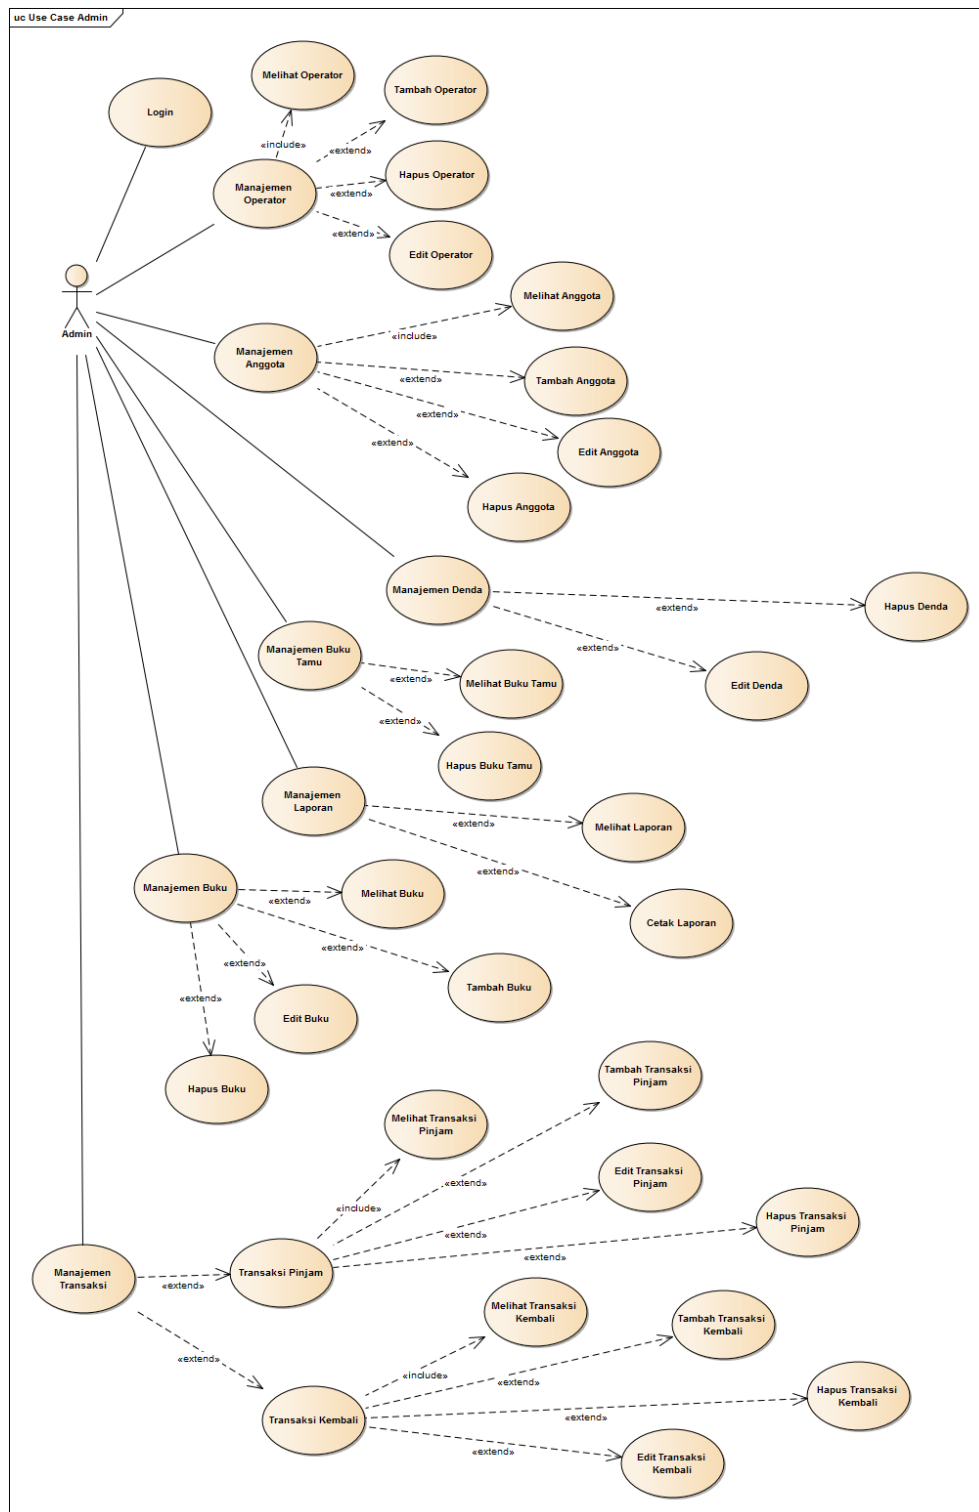 uc Use Case Admin
Melihat Operator
Tambah Operator
Login
«include»
«extend»
Hapus Operator
Manajemen
Operator
«extend»
«extend»
Edit Operator
Admin
Melihat Anggota
«include»
Manajemen
Anggota
«extend»
Tambah Anggota
«extend»
«extend»
Edit Anggota
Hapus Anggota
Manajemen Denda
«extend»
Hapus Denda
«extend»
Manajemen Buku
Tamu
«extend»
Melihat Buku Tamu
Edit Denda
«extend»
Hapus Buku Tamu
Manajemen
Laporan
«extend»
Melihat Laporan
«extend»
Cetak Laporan
Manajemen Buku
«extend»
Melihat Buku
«extend»
«extend»
Tambah Buku
«extend»
Edit Buku
Hapus Buku
Tambah Transaksi
Pinjam
Melihat Transaksi
Pinjam
«extend»
Edit Transaksi
Pinjam
«include»
«extend»
Hapus Transaksi
Pinjam
«extend»
Manajemen
Transaksi
«extend»
Transaksi Pinjam
Melihat Transaksi
Kembali
Tambah Transaksi
Kembali
«extend»
«include»
«extend»
Hapus Transaksi
Kembali
«extend»
Transaksi Kembali
«extend»
Edit Transaksi
Kembali